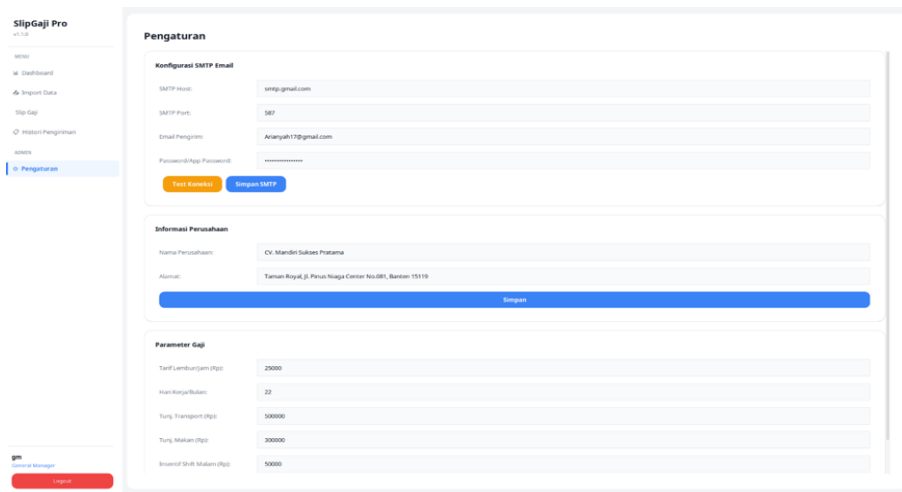 SlipGaji Pro
v1.1.0
MENU
Dashboard
Import Data
Slip Gaji
Histori Pengiriman
ADMIN
Pengaturan
gm
General Manager
Logout
Pengaturan
Konfigurasi SMTP Email
SMTP Host: smtp.gmail.com
SMTP Port: 587
Email Pengirim: Arianyah17@gmail.com
Password/App Password: ••••••••••••••••
Test Koneksi Simpan SMTP
Informasi Perusahaan
Nama Perusahaan: CV. Mandiri Sukses Pratama
Alamat: Taman Royal, Jl. Pinus Niaga Center No.081, Banten 15119
Simpan
Parameter Gaji
Tarif Lembur/jam (Rp): 25000
Hari Kerja/Bulan: 22
Tunj. Transport (Rp): 500000
Tunj. Makan (Rp): 300000
Insentif Shift Malam (Rp): 50000